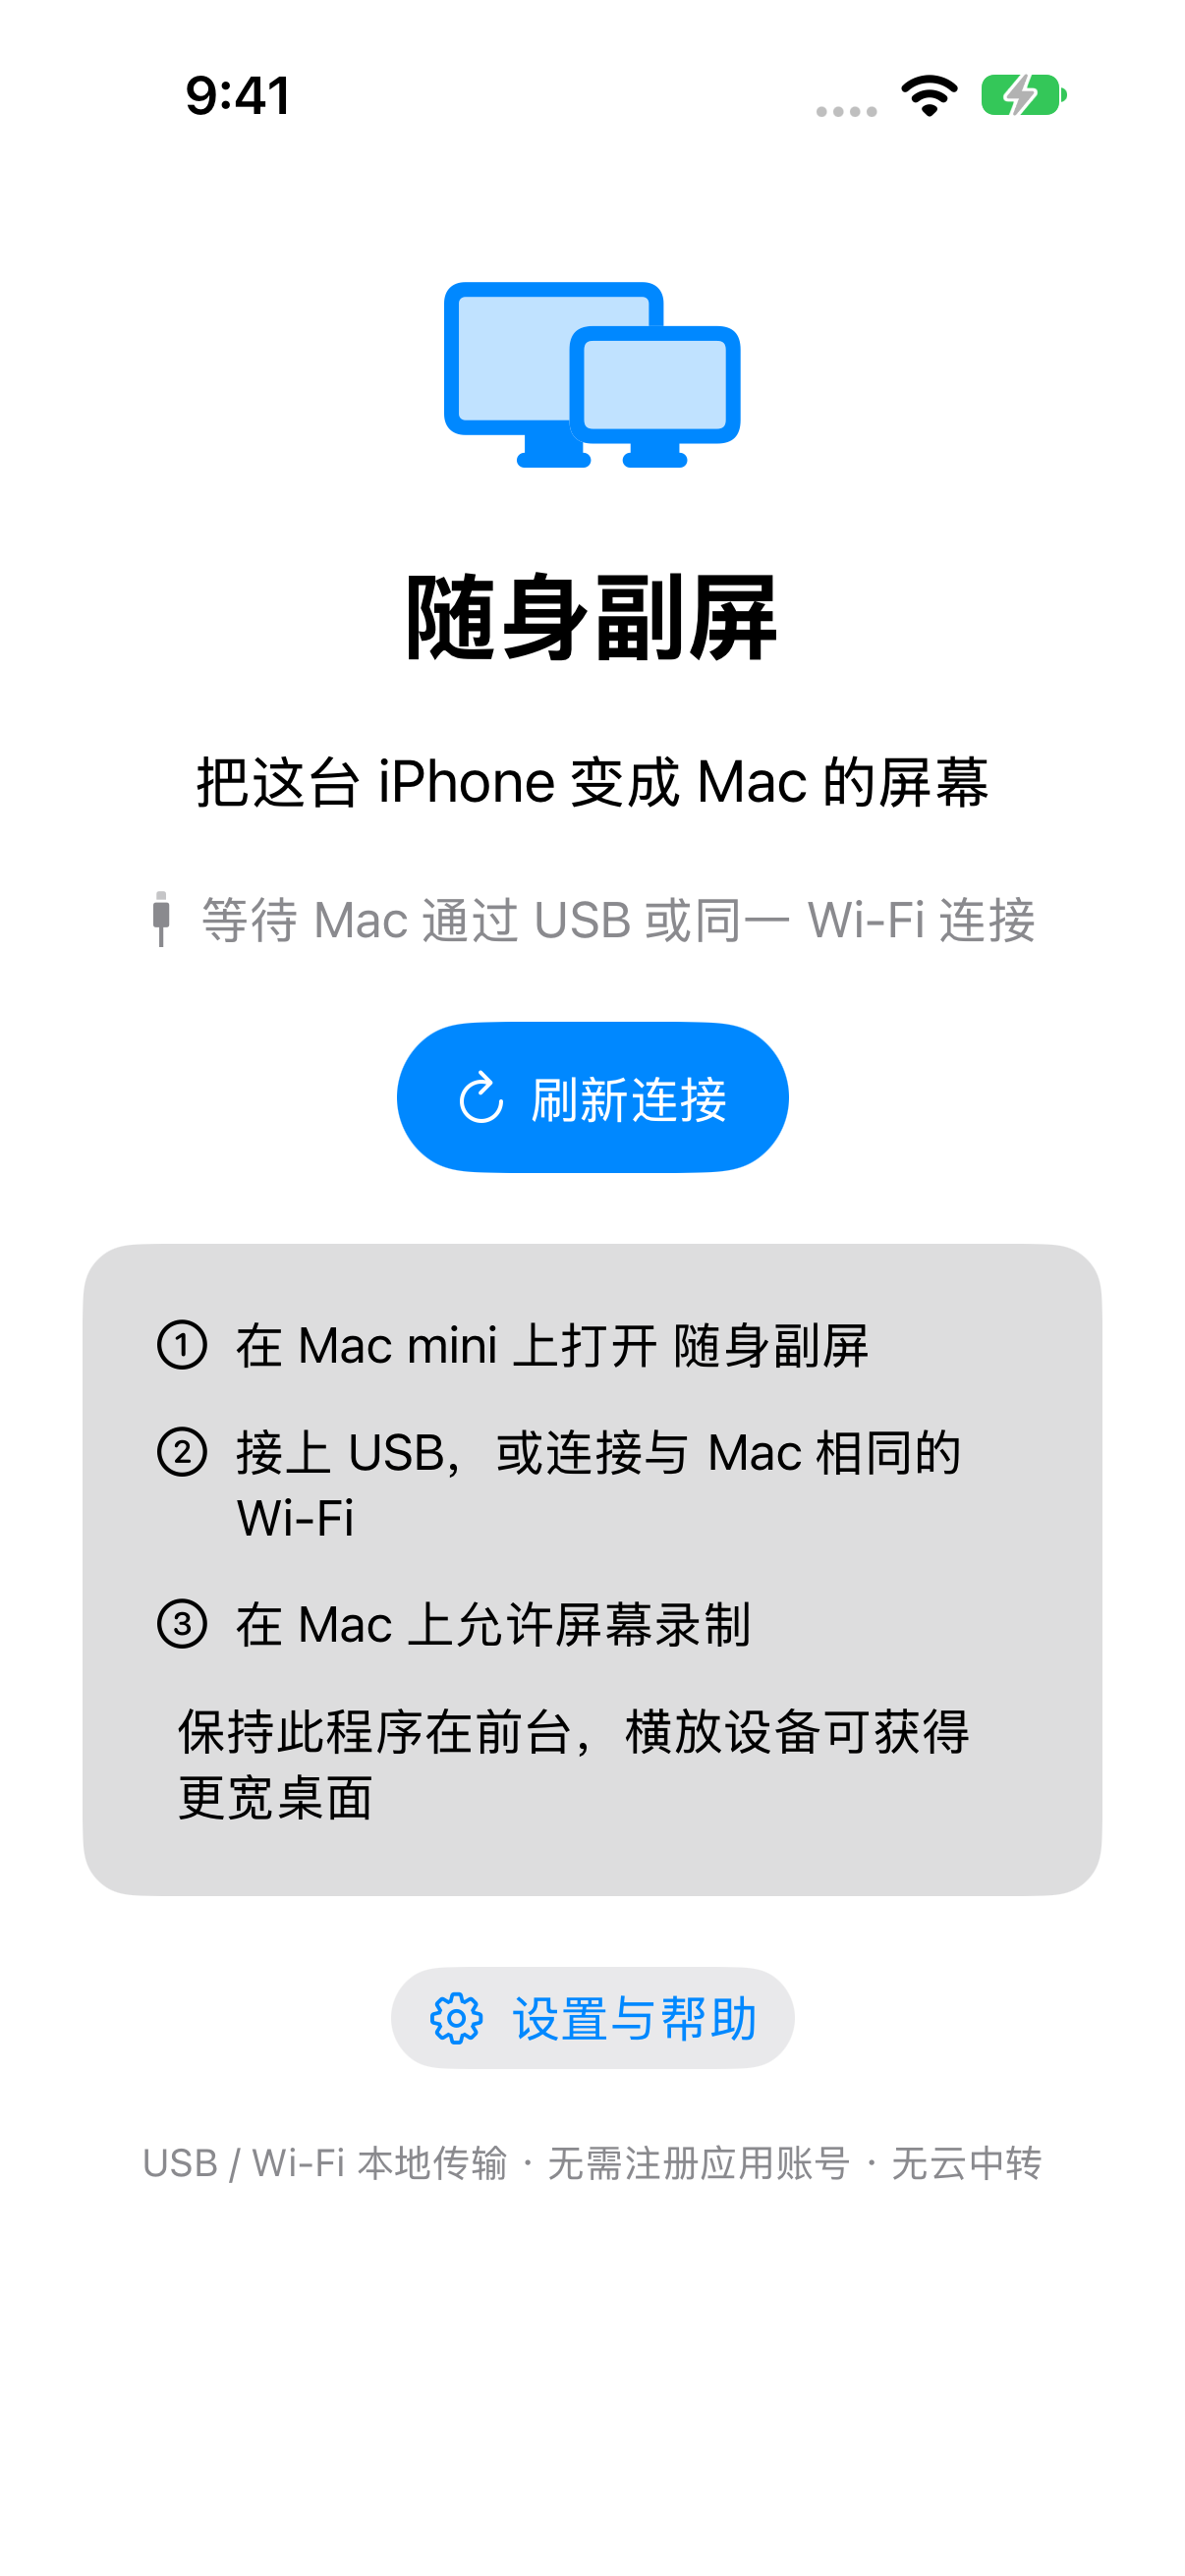 9:41
随身副屏
把这台 iPhone 变成 Mac 的屏幕
等待 Mac 通过 USB 或同一 Wi-Fi 连接
刷新连接
1 在 Mac mini 上打开 随身副屏
2 接上 USB，或连接与 Mac 相同的
Wi-Fi
3 在 Mac 上允许屏幕录制
保持此程序在前台，横放设备可获得
更宽桌面
设置与帮助
USB / Wi-Fi 本地传输 · 无需注册应用账号 · 无云中转